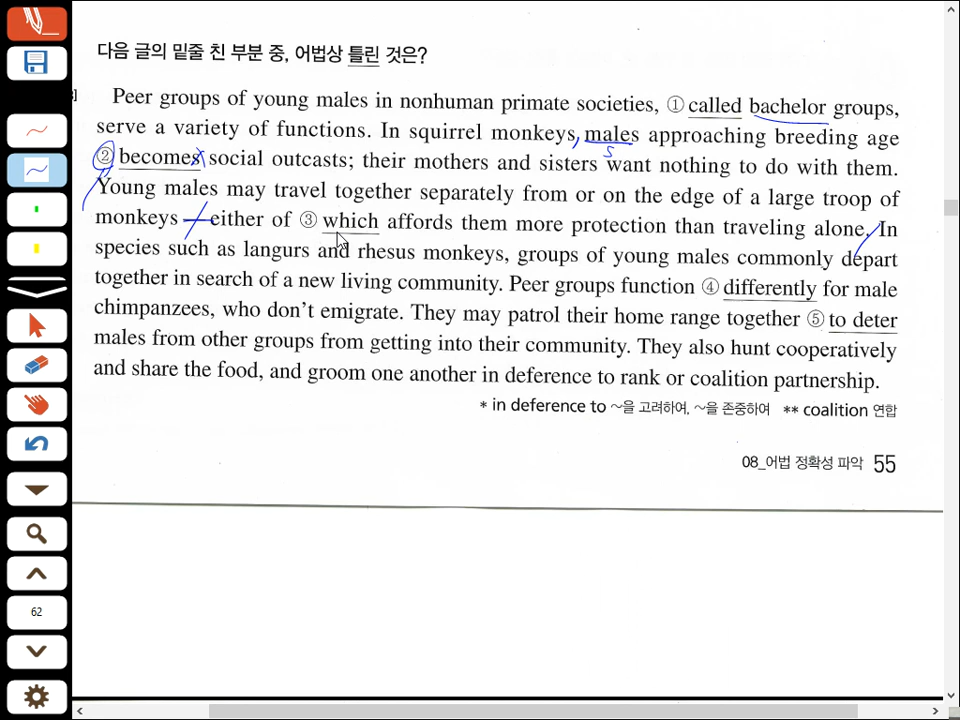 다음 글의 밑줄 친 부분 중, 어법상 틀린 것은?
3]
Peer groups of young males in nonhuman primate societies, ① called bachelor groups,
serve a variety of functions. In squirrel monkeys, males approaching breeding age
② becomes social outcasts; their mothers and sisters want nothing to do with them.
S
Young males may travel together separately from or on the edge of a large troop of
monkeys — either of ③ which affords them more protection than traveling alone. In
species such as langurs and rhesus monkeys, groups of young males commonly depart
together in search of a new living community. Peer groups function ④ differently for male
chimpanzees, who don't emigrate. They may patrol their home range together ⑤ to deter
males from other groups from getting into their community. They also hunt cooperatively
and share the food, and groom one another in deference to rank or coalition partnership.
* in deference to ~을 고려하여, ~을 존중하여 ** coalition 연합
08_어법 정확성 파악 55
62